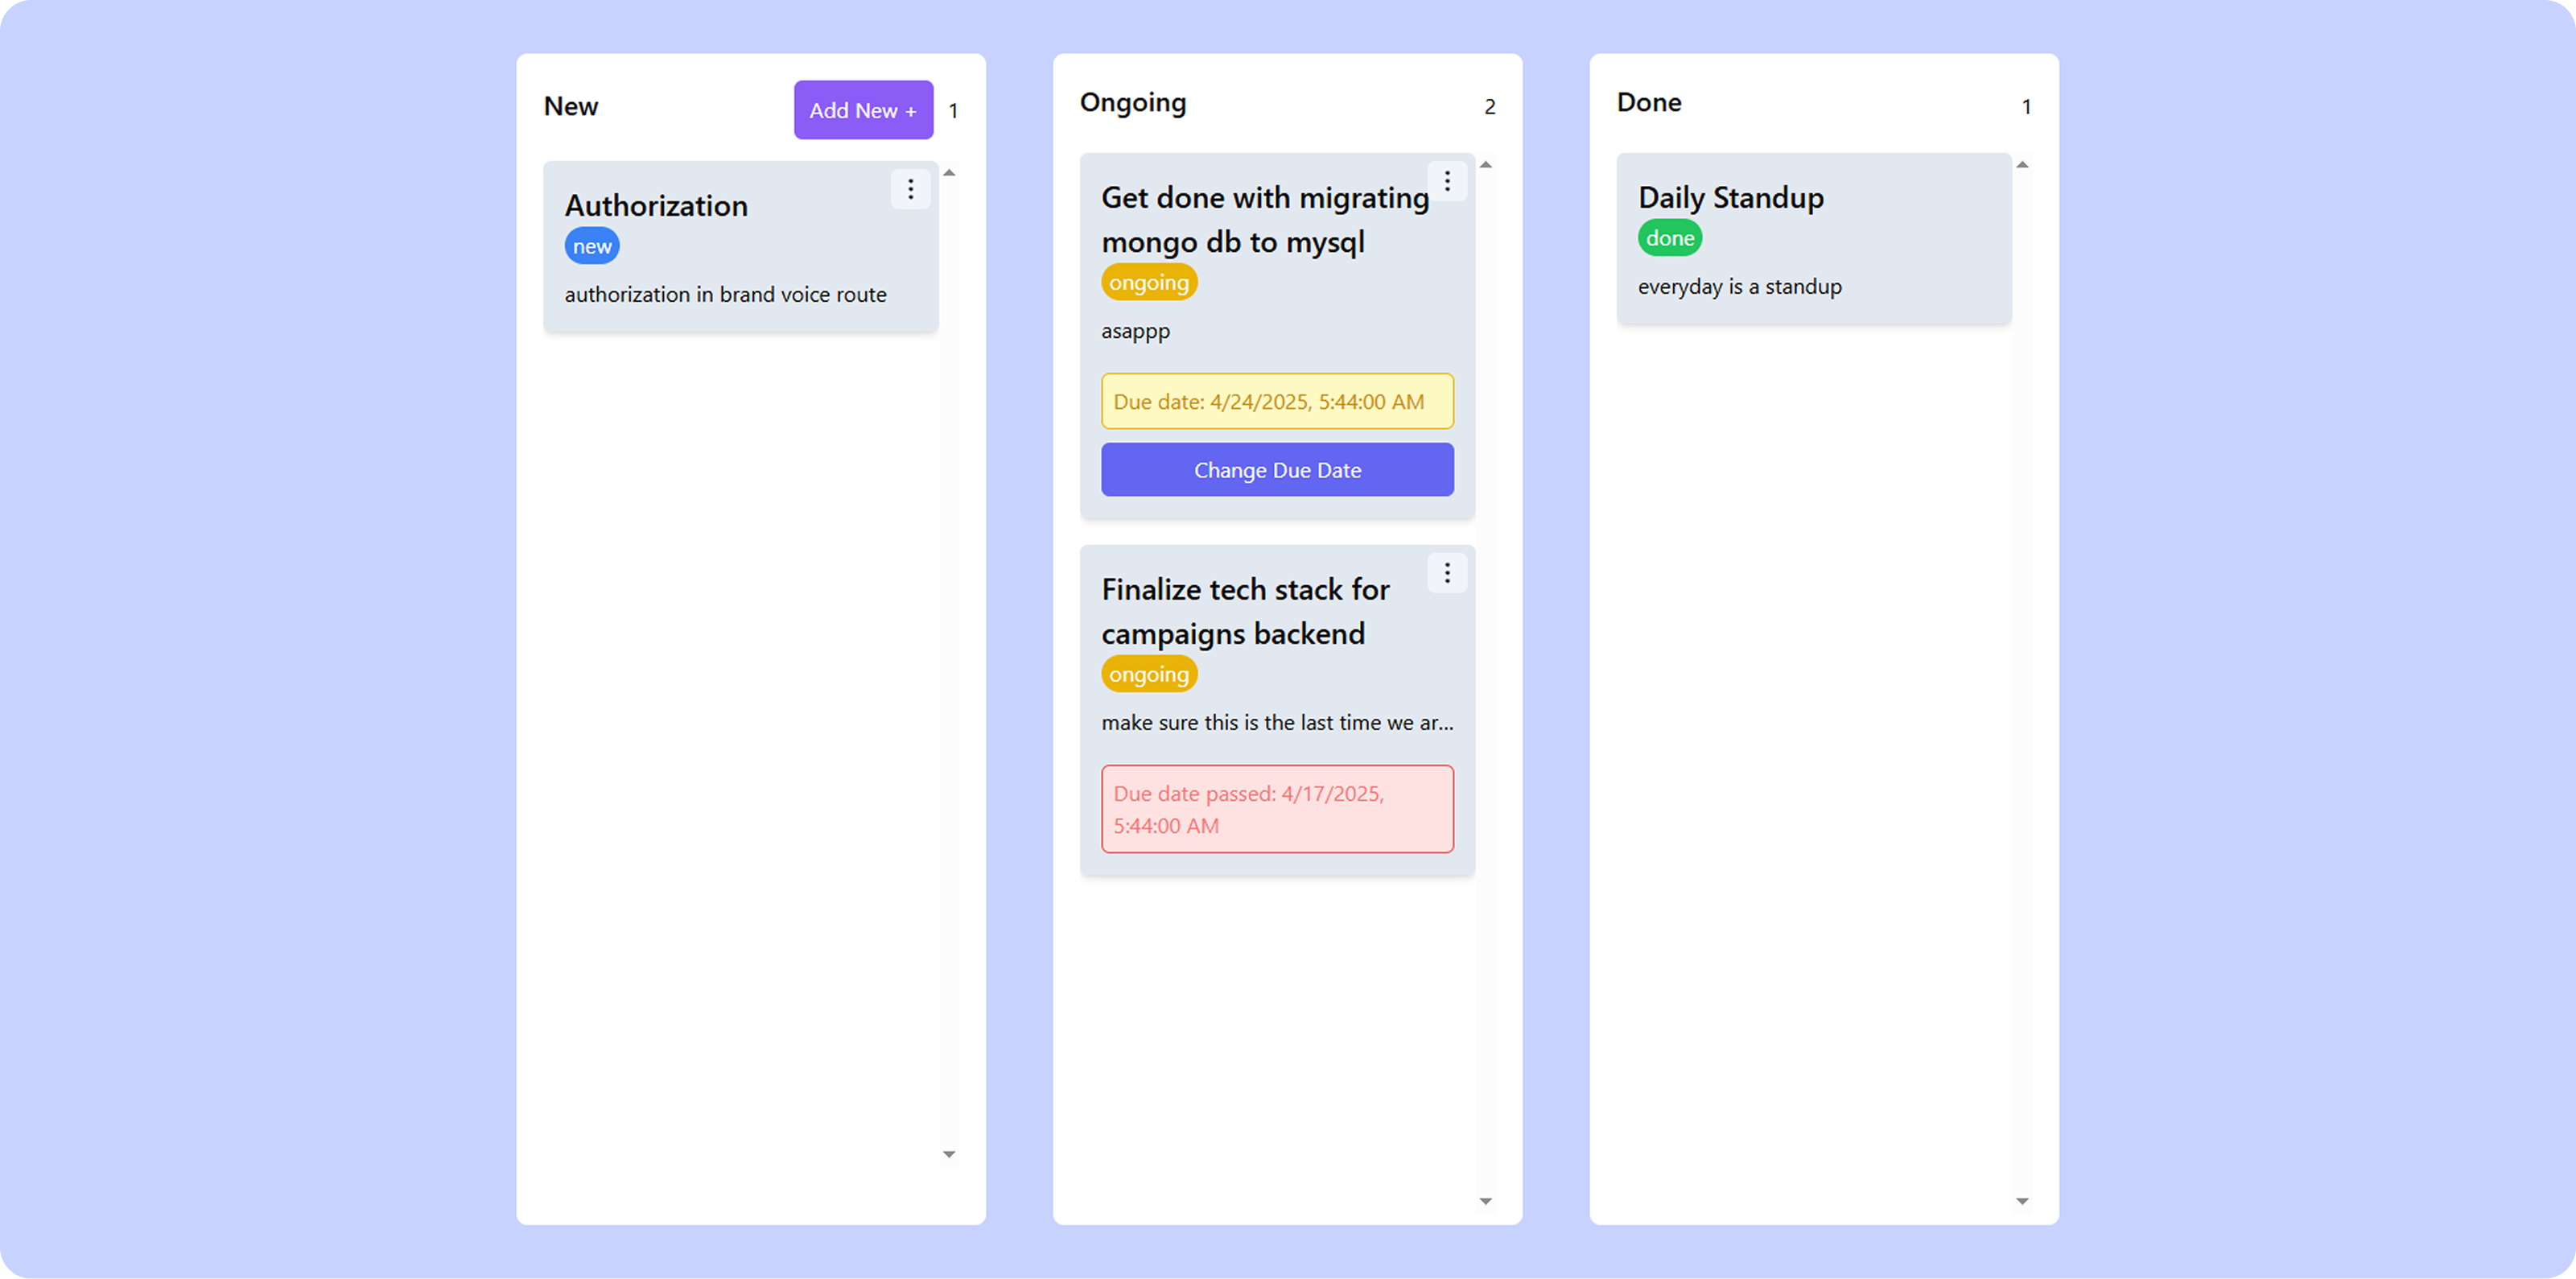 New
Add New +
1
Authorization
new
authorization in brand voice route
Ongoing
2
Get done with migrating
mongo db to mysql
ongoing
asappp
Due date: 4/24/2025, 5:44:00 AM
Change Due Date
Finalize tech stack for
campaigns backend
ongoing
make sure this is the last time we ar...
Due date passed: 4/17/2025,
5:44:00 AM
Done
1
Daily Standup
done
everyday is a standup